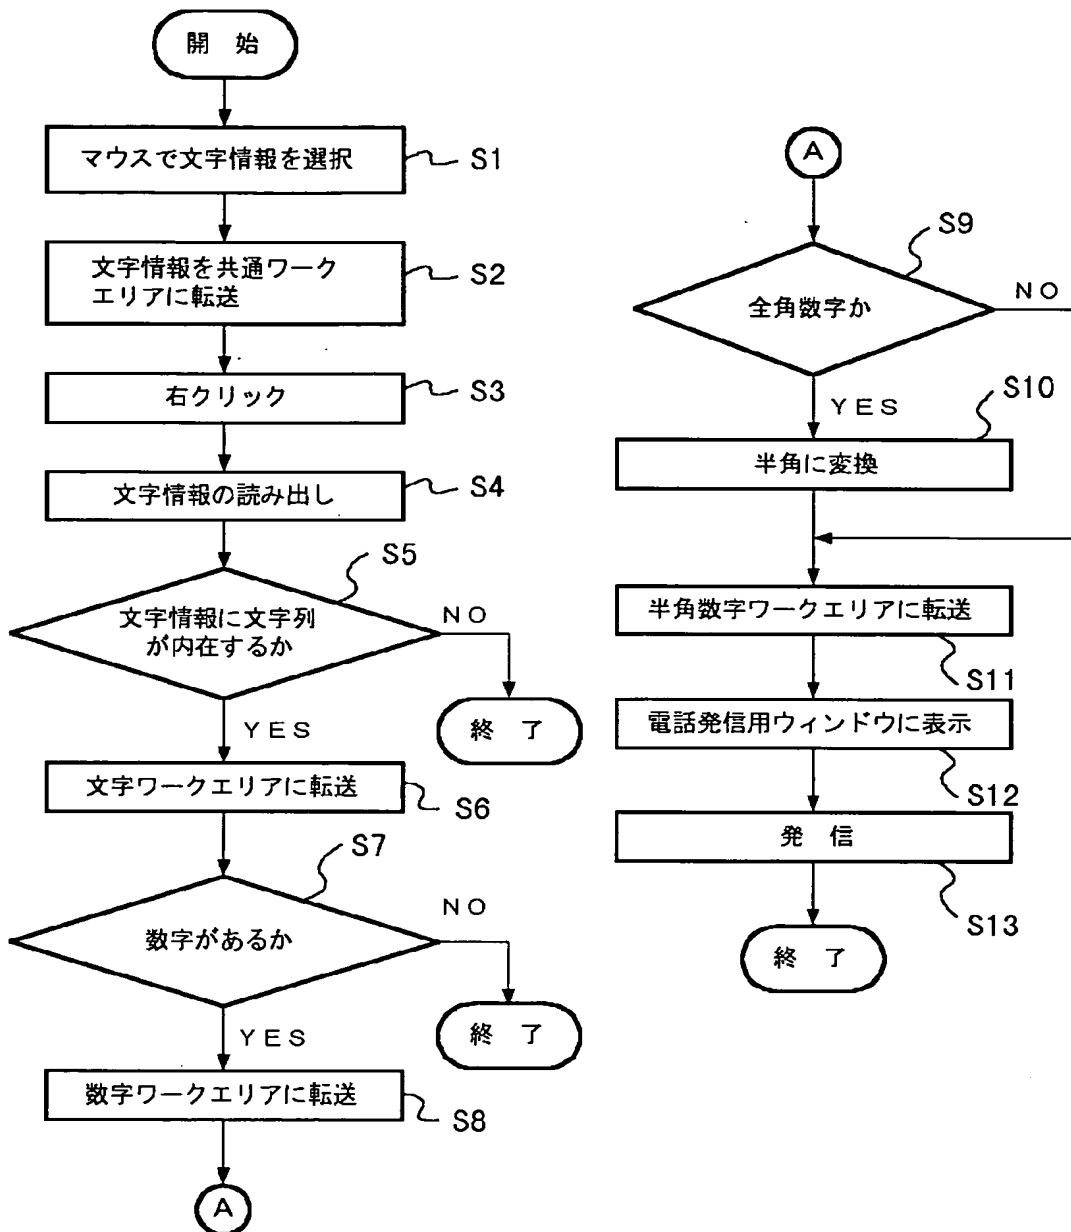 開 始
マウスで文字情報を選択
S1
文字情報を共通ワーク
エリアに転送
S2
右クリック
S3
文字情報の読み出し
S4
S5
文字情報に文字列
が内在するか
NO
終 了
YES
文字ワークエリアに転送
S6
S7
数字があるか
NO
終 了
YES
数字ワークエリアに転送
S8
A
A
S9
全角数字か
NO
YES
S10
半角に変換
半角数字ワークエリアに転送
S11
電話発信用ウィンドウに表示
S12
発 信
S13
終 了